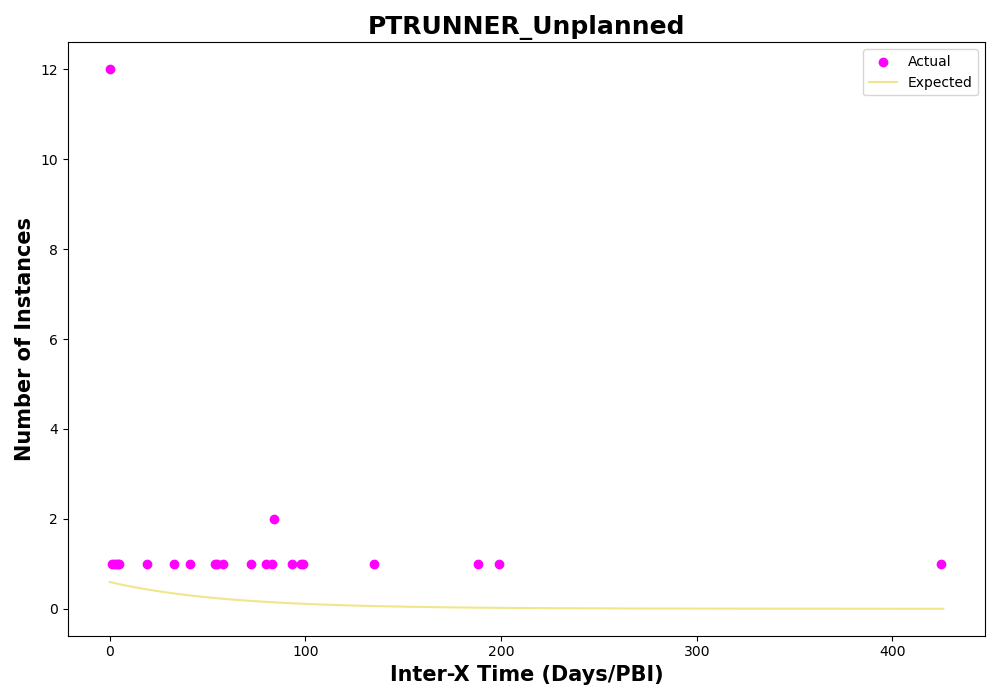 PTRUNNER_Unplanned
Actual
Expected
12
10
8
6
4
2
0
Number of Instances
0 100 200 300 400
Inter-X Time (Days/PBI)